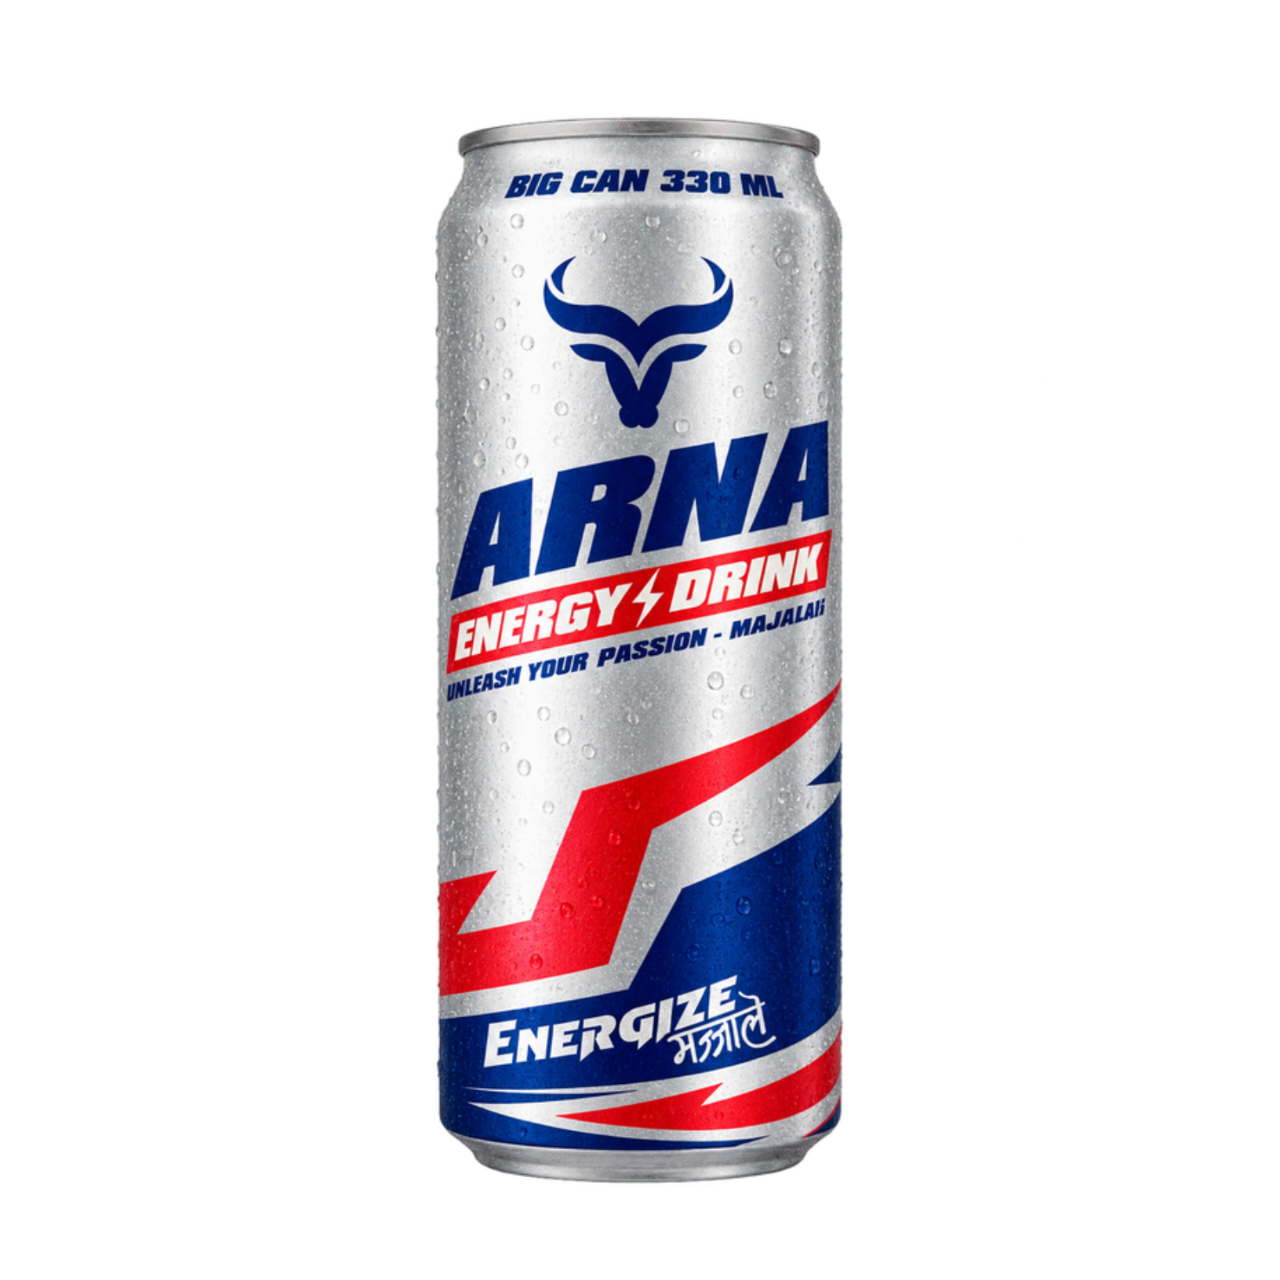 BIG CAN 330 ML
ARNA
ENERGY DRINK
UNLEASH YOUR PASSION - MAJALAII
ENERGIZE
मज्जाले